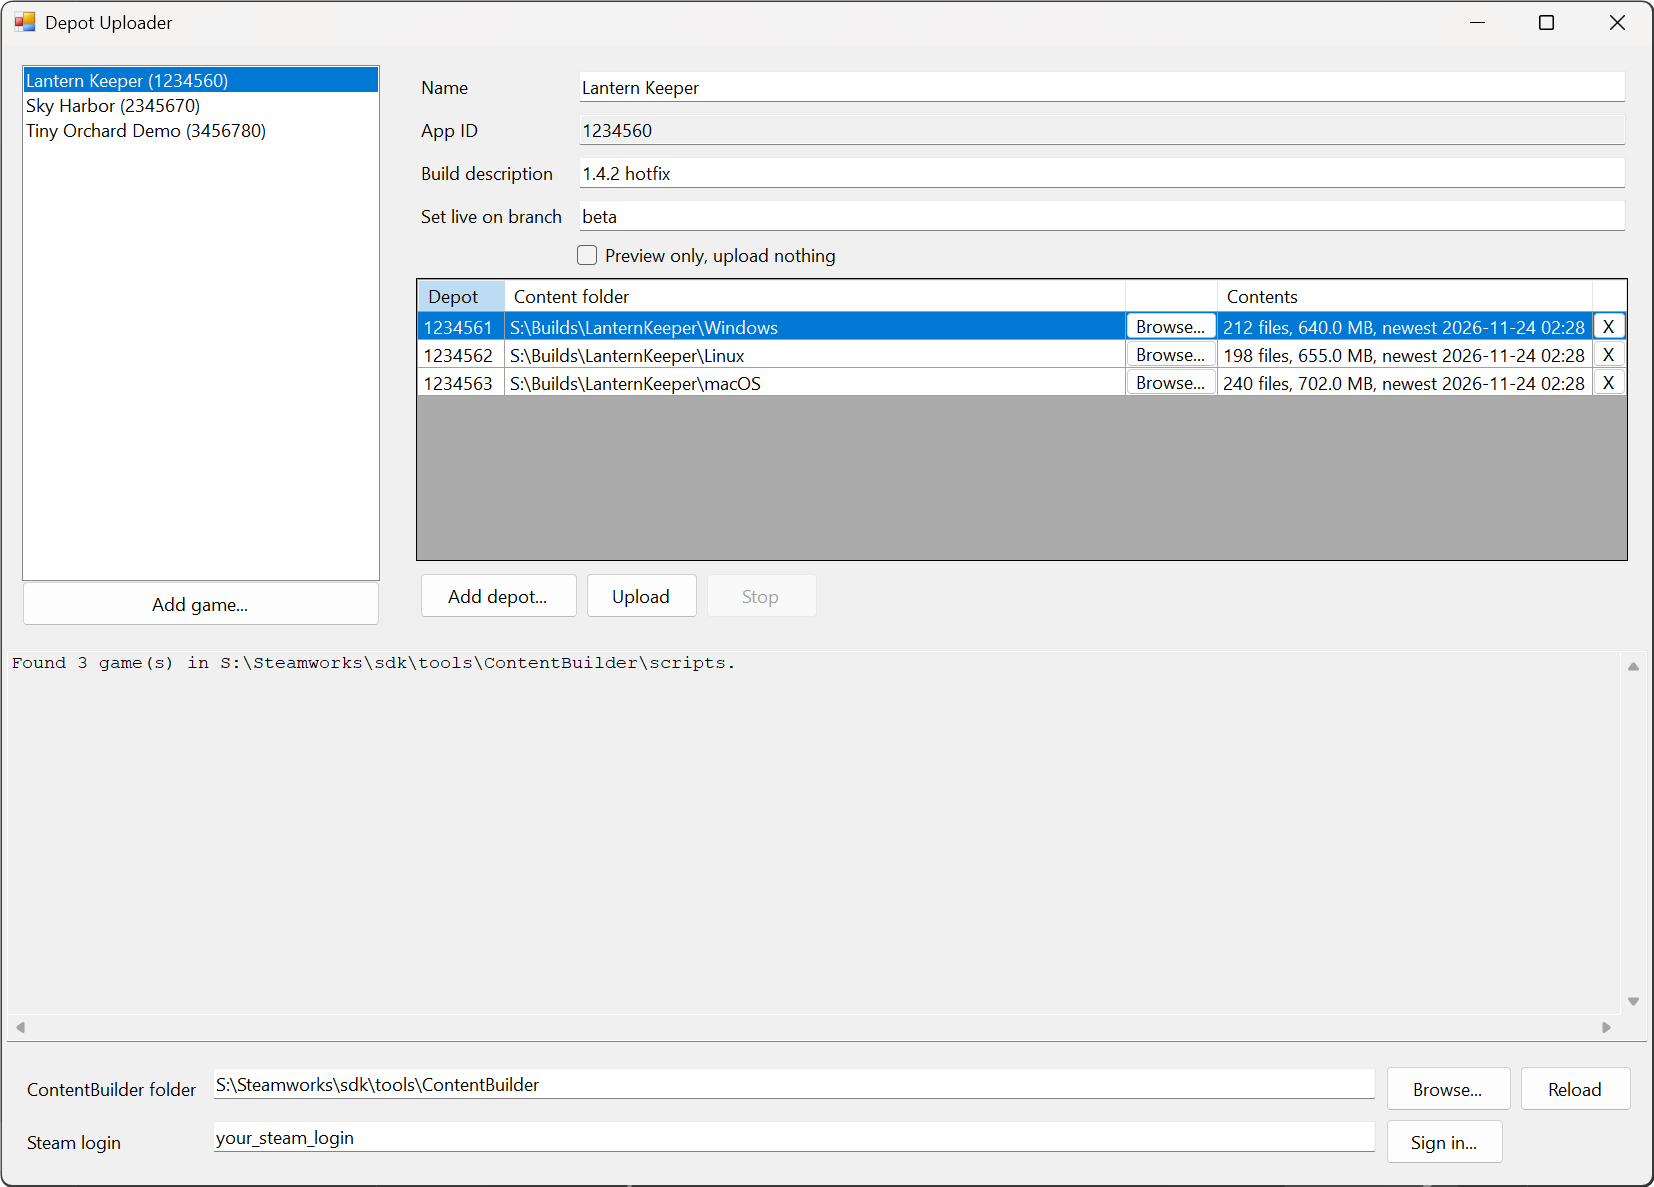 Depot Uploader
Lantern Keeper (1234560)
Sky Harbor (2345670)
Tiny Orchard Demo (3456780)
Add game...
Name
Lantern Keeper
App ID
1234560
Build description
1.4.2 hotfix
Set live on branch
beta
Preview only, upload nothing
Depot Content folder Contents
1234561 S:\Builds\LanternKeeper\Windows Browse... 212 files, 640.0 MB, newest 2026-11-24 02:28 X
1234562 S:\Builds\LanternKeeper\Linux Browse... 198 files, 655.0 MB, newest 2026-11-24 02:28 X
1234563 S:\Builds\LanternKeeper\macOS Browse... 240 files, 702.0 MB, newest 2026-11-24 02:28 X
Add depot... Upload Stop
Found 3 game(s) in S:\Steamworks\sdk\tools\ContentBuilder\scripts.
ContentBuilder folder S:\Steamworks\sdk\tools\ContentBuilder Browse... Reload
Steam login your_steam_login Sign in...